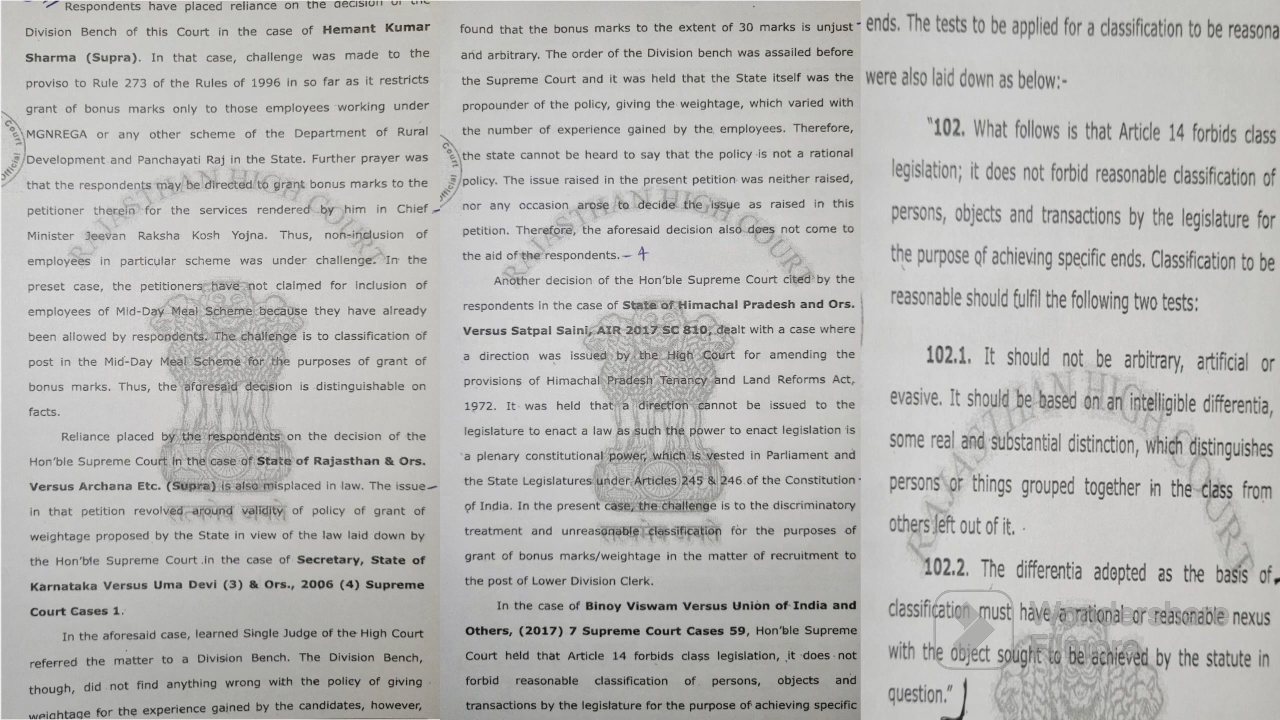 Respondents have placed reliance on the decision of the
Division Bench of this Court in the case of Hemant Kumar
Sharma (Supra). In that case, challenge was made to the
proviso to Rule 273 of the Rules of 1996 in so far as it restricts
grant of bonus marks only to those employees working under
MGNREGA or any other scheme of the Department of Rural
Development and Panchayati Raj in the State. Further prayer was
that the respondents may be directed to grant bonus marks to the
petitioner therein for the services rendered by him in Chief
Minister Jeevan Raksha Kosh Yojna. Thus, non-inclusion of
employees in particular scheme was under challenge. In the
preset case, the petitioners have not claimed for inclusion of
employees of Mid-Day Meal Scheme because they have already
been allowed by respondents. The challenge is to classification of
post in the Mid-Day Meal Scheme for the purposes of grant of
bonus marks. Thus, the aforesaid decision is distinguishable on
facts.
Reliance placed by the respondents on the decision of the
Hon'ble Supreme Court in the case of State of Rajasthan & Ors.
Versus Archana Etc. (Supra) is also misplaced in law. The issue
in that petition revolved around validity of policy of grant of
weightage proposed by the State in view of the law laid down by
the Hon'ble Supreme Court in the case of Secretary, State of
Karnataka Versus Uma Devi (3) & Ors., 2006 (4) Supreme
Court Cases 1.
In the aforesaid case, learned Single Judge of the High Court
referred the matter to a Division Bench. The Division Bench,
though, did not find anything wrong with the policy of giving
weightage for the experience gained by the candidates, however,
Court
Official
RAJASTHAN HIGH COURT
सत्यमेव जयते
found that the bonus marks to the extent of 30 marks is unjust
and arbitrary. The order of the Division bench was assailed before
the Supreme Court and it was held that the State itself was the
propounder of the policy, giving the weightage, which varied with
the number of experience gained by the employees. Therefore,
the state cannot be heard to say that the policy is not a rational
policy. The issue raised in the present petition was neither raised,
nor any occasion arose to decide the issue as raised in this
petition. Therefore, the aforesaid decision also does not come to
the aid of the respondents. – 4
Another decision of the Hon'ble Supreme Court cited by the
respondents in the case of State of Himachal Pradesh and Ors.
Versus Satpal Saini, AIR 2017 SC 810, dealt with a case where
a direction was issued by the High Court for amending the
provisions of Himachal Pradesh Tenancy and Land Reforms Act,
1972. It was held that a direction cannot be issued to the
legislature to enact a law as such the power to enact legislation is
a plenary constitutional power, which is vested in Parliament and
the State Legislatures under Articles 245 & 246 of the Constitution
of India. In the present case, the challenge is to the discriminatory
treatment and unreasonable classification for the purposes of
grant of bonus marks/weightage in the matter of recruitment to
the post of Lower Division Clerk.
In the case of Binoy Viswam Versus Union of India and
Others, (2017) 7 Supreme Court Cases 59, Hon'ble Supreme
Court held that Article 14 forbids class legislation, it does not
forbid reasonable classification of persons, objects and
transactions by the legislature for the purpose of achieving specific
Court
Official
RAJASTHAN HIGH COURT
सत्यमेव जयते
ends. The tests to be applied for a classification to be reasona
were also laid down as below:-
"102. What follows is that Article 14 forbids class
legislation; it does not forbid reasonable classification of
persons, objects and transactions by the legislature for
the purpose of achieving specific ends. Classification to be
reasonable should fulfil the following two tests:
102.1. It should not be arbitrary, artificial or
evasive. It should be based on an intelligible differentia,
some real and substantial distinction, which distinguishes
persons or things grouped together in the class from
others left out of it.
102.2. The differentia adopted as the basis of
classification must have a rational or reasonable nexus
with the object sought to be achieved by the statute in
question."
RAJASTHAN HIGH COURT
Wondershare
Filmora